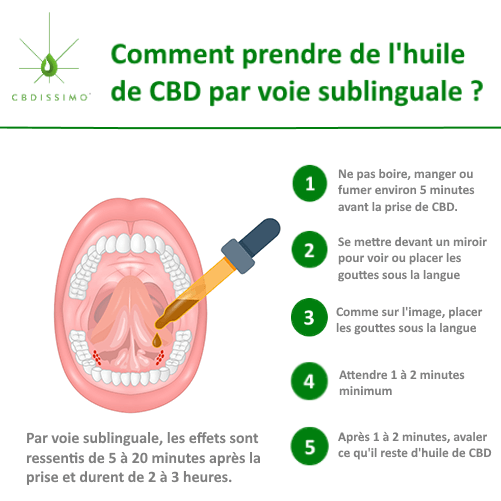 CBDISSIMO
Comment prendre de l'huile
de CBD par voie sublinguale ?
1
Ne pas boire, manger ou
fumer environ 5 minutes
avant la prise de CBD.
2
Se mettre devant un miroir
pour voir ou placer les
gouttes sous la langue
3
Comme sur l'image, placer
les gouttes sous la langue
4
Attendre 1 à 2 minutes
minimum
5
Après 1 à 2 minutes, avaler
ce qu'il reste d'huile de CBD
Par voie sublinguale, les effets sont
ressentis de 5 à 20 minutes après la
prise et durent de 2 à 3 heures.